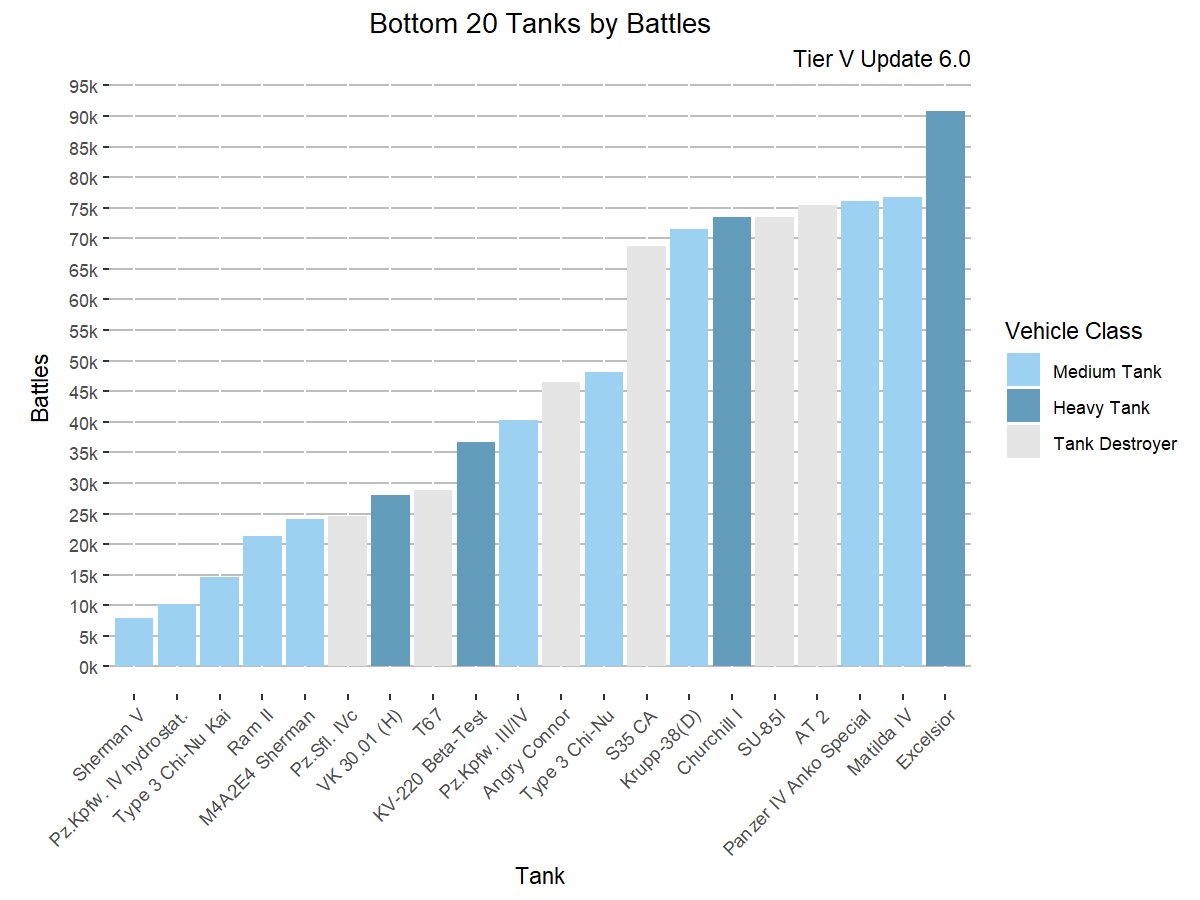 Bottom 20 Tanks by Battles
Tier V Update 6.0
95k
90k
85k
80k
75k
70k
65k
60k
55k
50k
45k
40k
35k
30k
25k
20k
15k
10k
5k
0k
Battles
Sherman V
Pz.Kpfw. IV hydrostat.
Type 3 Chi-Nu Kai
Ram II
M4A2E4 Sherman
Pz.Sfl. IVc
VK 30.01 (H)
T67
KV-220 Beta-Test
Pz.Kpfw. III/IV
Angry Connor
Type 3 Chi-Nu
S35 CA
Krupp-38(D)
Churchill I
SU-85I
AT 2
Panzer IV Anko Special
Matilda IV
Excelsior
Tank
Vehicle Class
Medium Tank
Heavy Tank
Tank Destroyer